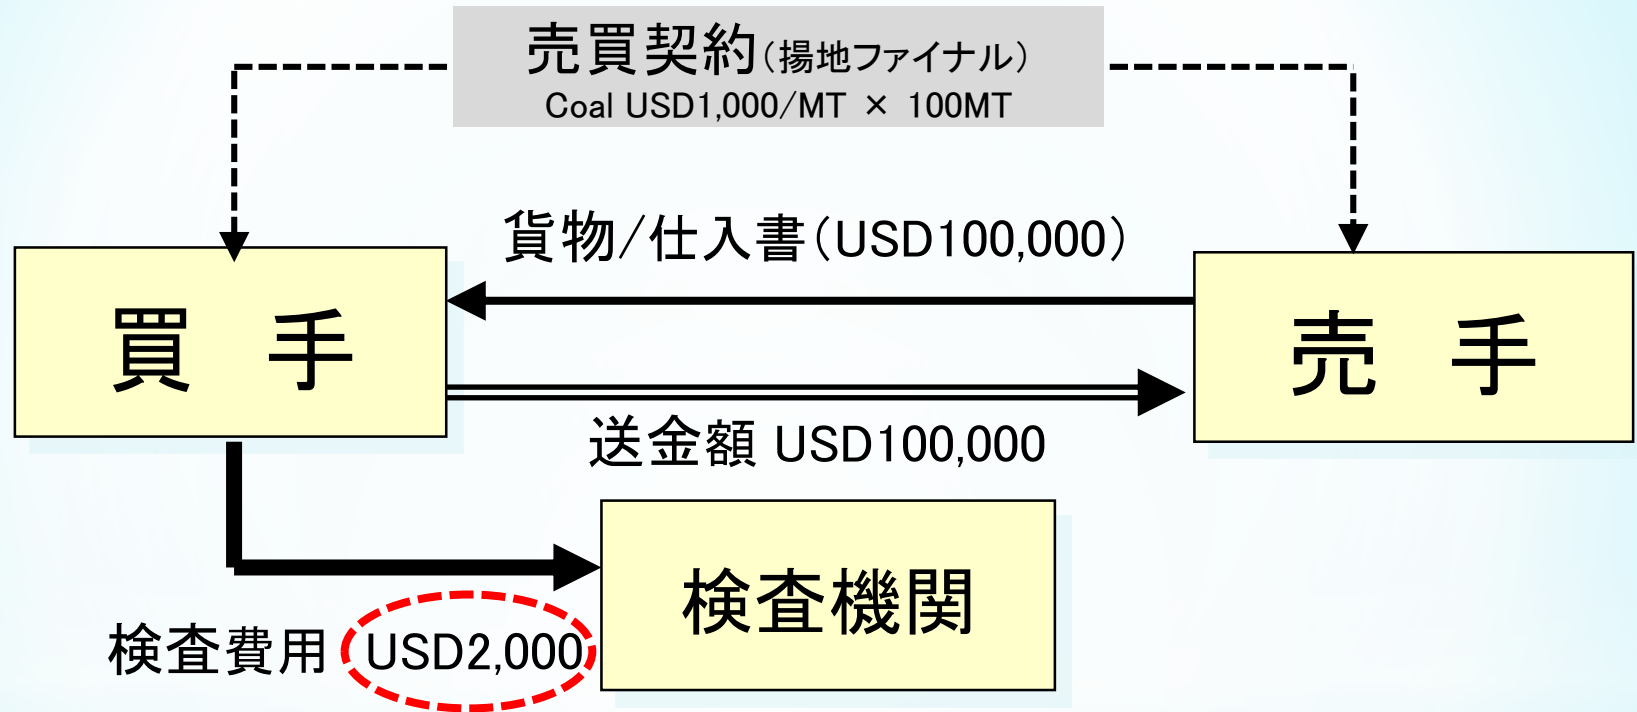 売買契約(揚地ファイナル)
Coal USD1,000/MT × 100MT
貨物/仕入書(USD100,000)
買 手
売 手
送金額 USD100,000
検査機関
検査費用 USD2,000